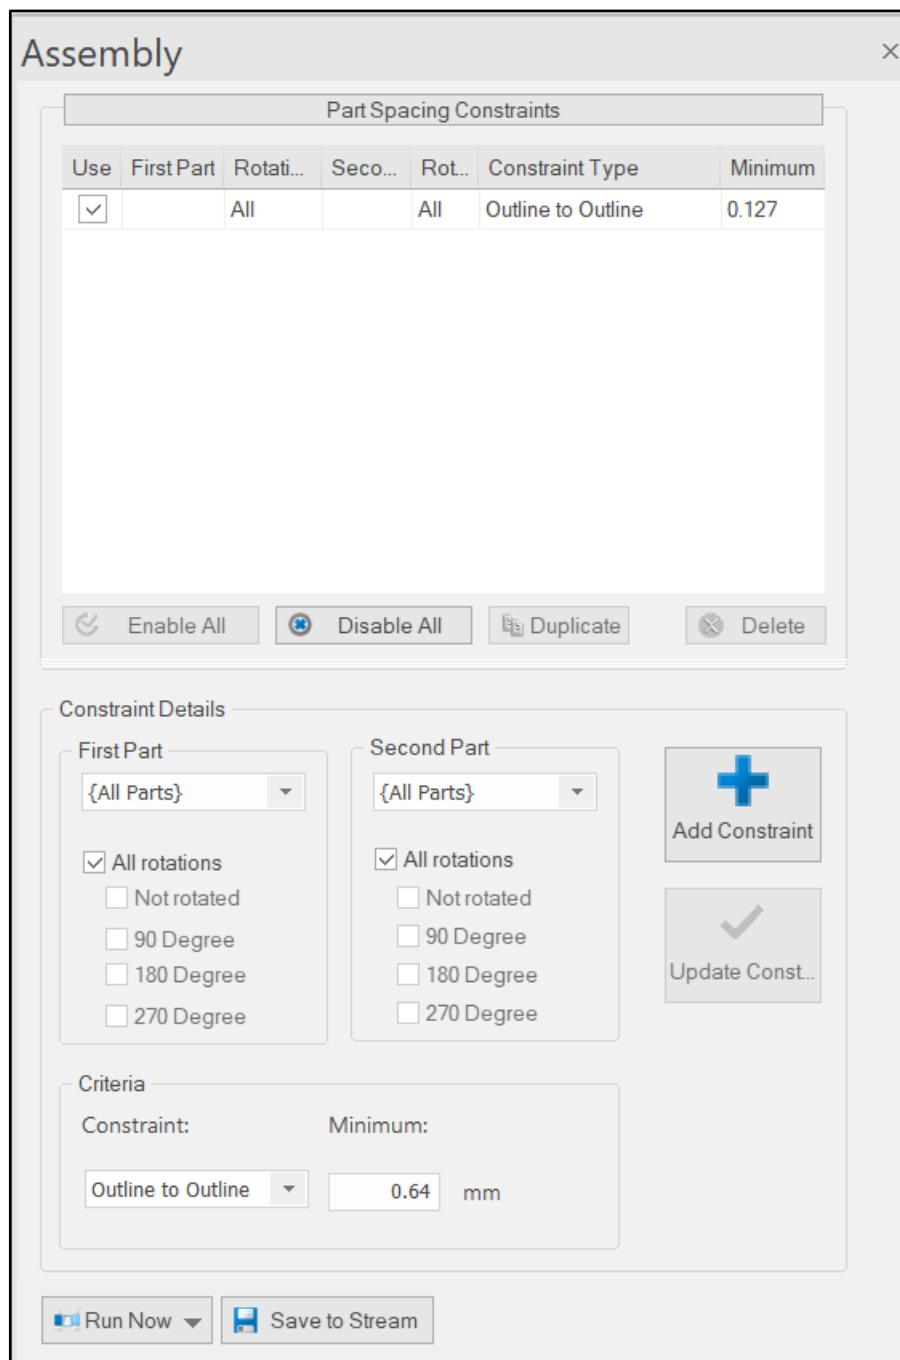 Assembly
Part Spacing Constraints
Use First Part Rotati... Seco... Rot... Constraint Type Minimum
All All Outline to Outline 0.127
Enable All Disable All Duplicate Delete
Constraint Details
First Part Second Part
{All Parts} {All Parts}
Add Constraint
All rotations All rotations
Not rotated Not rotated
90 Degree 90 Degree
180 Degree 180 Degree
Update Const...
270 Degree 270 Degree
Criteria
Constraint: Minimum:
Outline to Outline 0.64 mm
Run Now Save to Stream